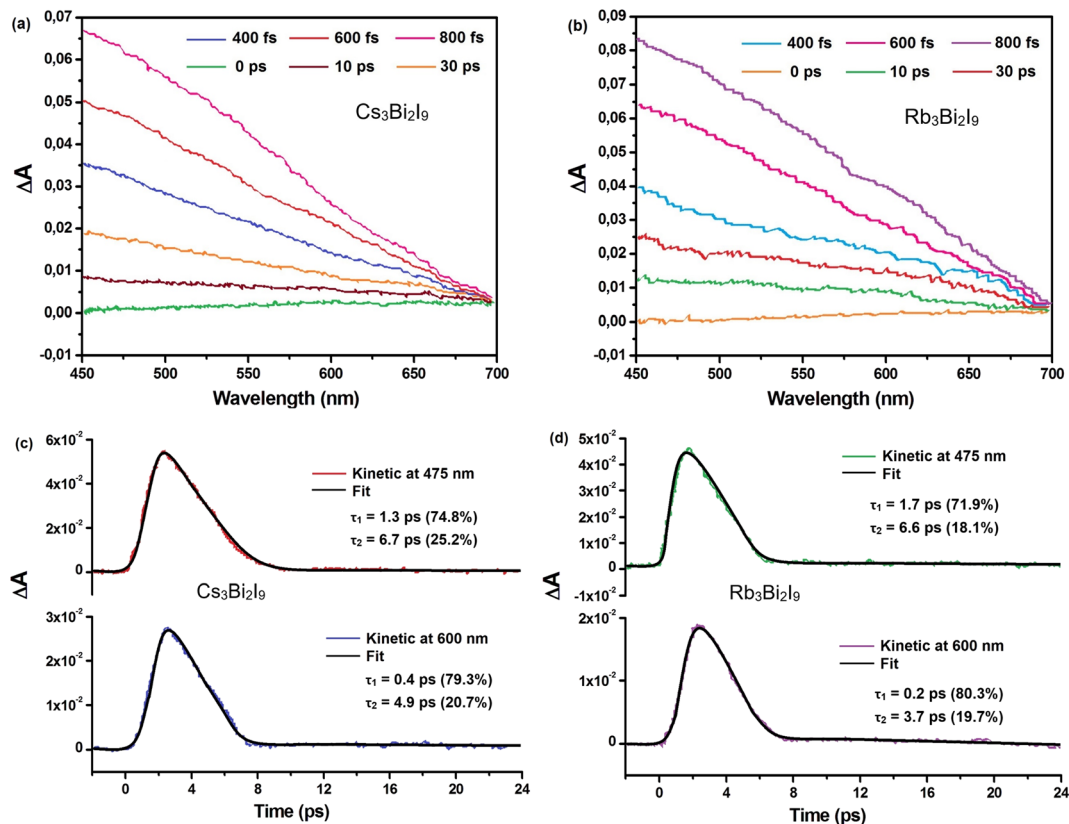 (a)
0,07
0,06
0,05
0,04
0,03
0,02
0,01
0,00
-0,01
ΔA
400 fs 600 fs 800 fs
0 ps 10 ps 30 ps
Cs₃Bi₂I₉
450 500 550 600 650 700
Wavelength (nm)
(b)
0,09
0,08
0,07
0,06
0,05
0,04
0,03
0,02
0,01
0,00
-0,01
ΔA
400 fs 600 fs 800 fs
0 ps 10 ps 30 ps
Rb₃Bi₂I₉
450 500 550 600 650 700
Wavelength (nm)
(c)
6x10⁻²
4x10⁻²
2x10⁻²
0
Kinetic at 475 nm
Fit
τ₁ = 1.3 ps (74.8%)
τ₂ = 6.7 ps (25.2%)
ΔA
Cs₃Bi₂I₉
3x10⁻²
2x10⁻²
1x10⁻²
0
Kinetic at 600 nm
Fit
τ₁ = 0.4 ps (79.3%)
τ₂ = 4.9 ps (20.7%)
0 4 8 12 16 20 24
Time (ps)
(d)
5x10⁻²
4x10⁻²
3x10⁻²
2x10⁻²
1x10⁻²
0
-1x10⁻²
Kinetic at 475 nm
Fit
τ₁ = 1.7 ps (71.9%)
τ₂ = 6.6 ps (18.1%)
ΔA
Rb₃Bi₂I₉
2x10⁻²
1x10⁻²
0
Kinetic at 600 nm
Fit
τ₁ = 0.2 ps (80.3%)
τ₂ = 3.7 ps (19.7%)
0 4 8 12 16 20 24
Time (ps)